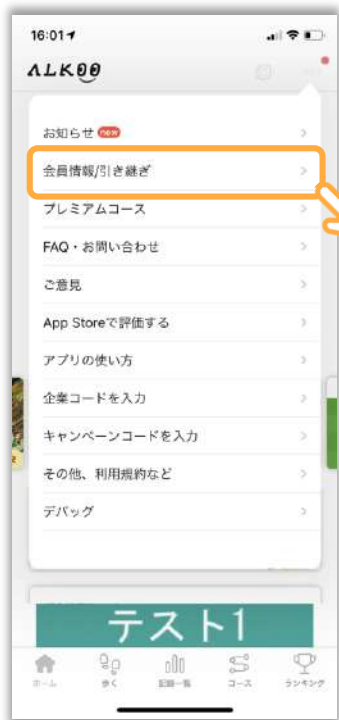 16:01
ALKOO
お知らせ new
会員情報/引き継ぎ
プレミアムコース
FAQ・お問い合わせ
ご意見
App Storeで評価する
アプリの使い方
企業コードを入力
キャンペーンコードを入力
その他、利用規約など
デバッグ
テスト1
ホーム
歩く
記録一覧
コース
ランキング